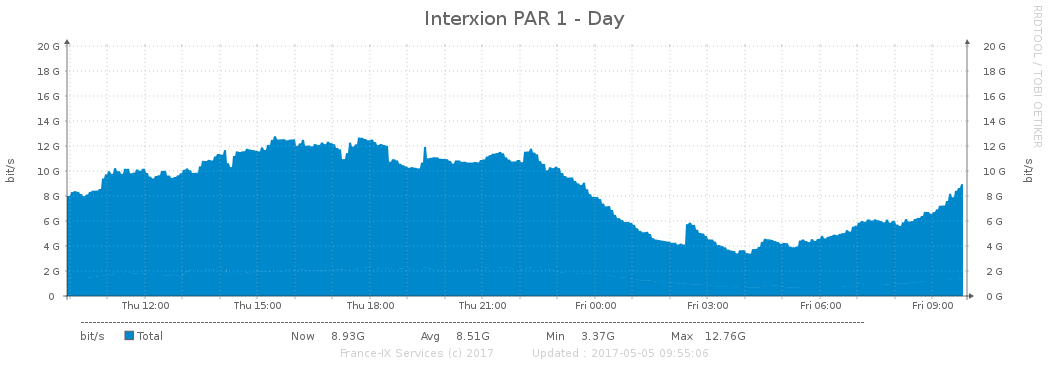 Interxion PAR 1 - Day
RRDTOOL / TOBI OETIKER
20 G 20 G
18 G 18 G
16 G 16 G
14 G 14 G
12 G 12 G
10 G 10 G
8 G 8 G
6 G 6 G
4 G 4 G
2 G 2 G
0 0 G
bit/s
bit/s
Thu 12:00 Thu 15:00 Thu 18:00 Thu 21:00 Fri 00:00 Fri 03:00 Fri 06:00 Fri 09:00
bit/s Total Now 8.93G Avg 8.51G Min 3.37G Max 12.76G
France-IX Services (c) 2017 Updated : 2017-05-05 09:55:06